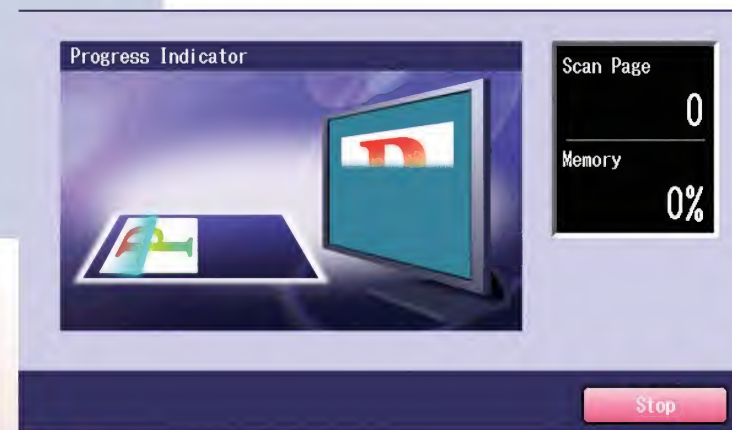 Progress Indicator
Scan Page
0
Memory
0%
R
R
Stop